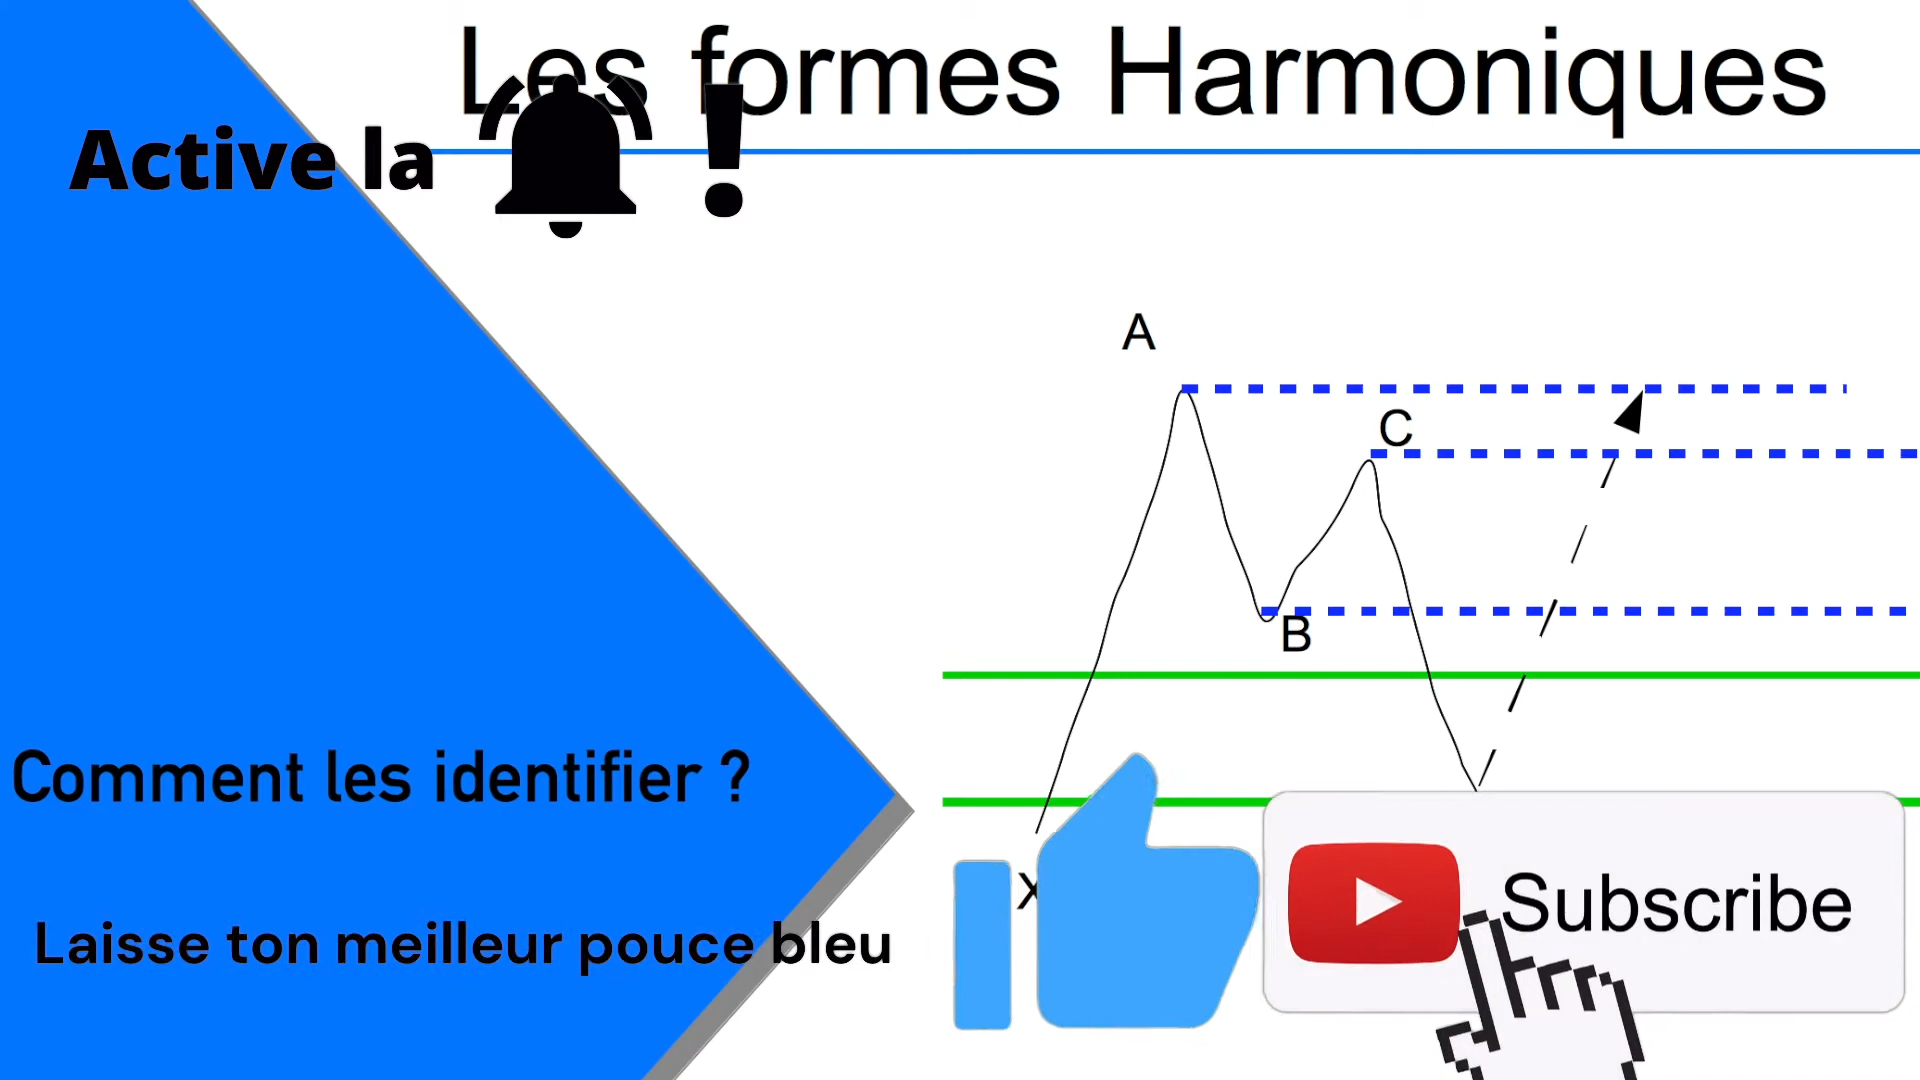 Les formes Harmoniques
Active la !
A
C
B
Comment les identifier ?
X
Subscribe
Laisse ton meilleur pouce bleu